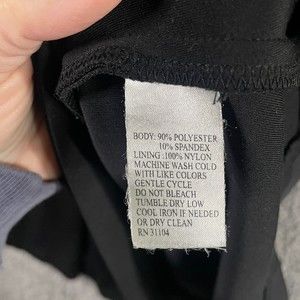 BODY: 90% POLYESTER
10% SPANDEX
LINING :100% NYLON
MACHINE WASH COLD
WITH LIKE COLORS
GENTLE CYCLE
DO NOT BLEACH
TUMBLE DRY LOW
COOL IRON IF NEEDED
OR DRY CLEAN
RN 31104